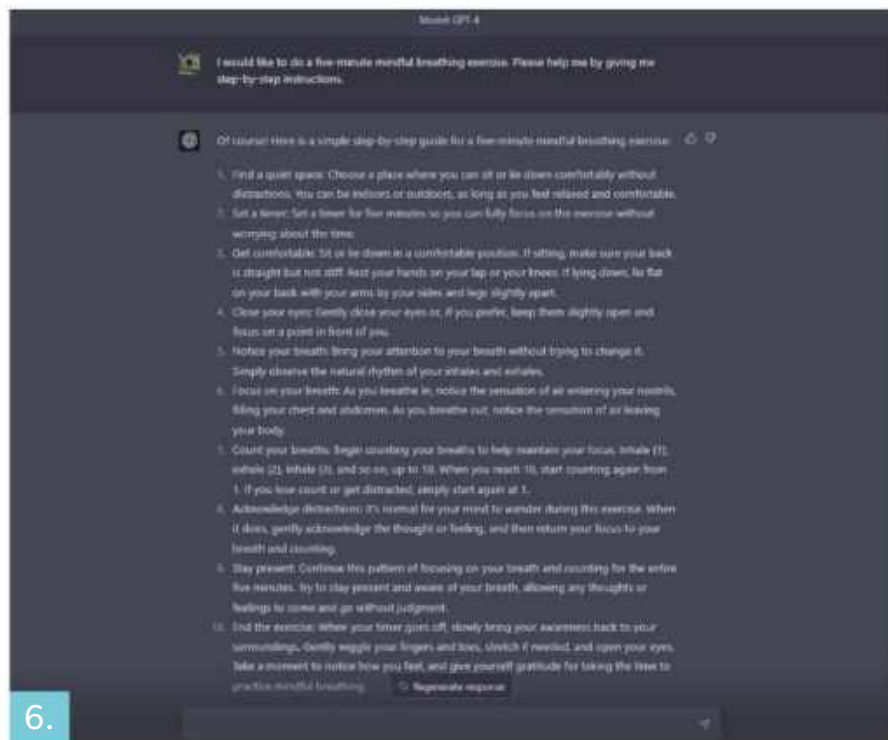 Model: GPT-4
I would like to do a five-minute mindful breathing exercise. Please help me by giving me
step-by-step instructions.
Of course! Here is a simple step-by-step guide for a five-minute mindful breathing exercise:
1. Find a quiet space: Choose a place where you can sit or lie down comfortably without
distractions. You can be indoors or outdoors, as long as you feel relaxed and comfortable.
2. Set a timer: Set a timer for five minutes so you can fully focus on the exercise without
worrying about the time.
3. Get comfortable: Sit or lie down in a comfortable position. If sitting, make sure your back
is straight but not stiff. Rest your hands on your lap or your knees. If lying down, lie flat
on your back with your arms by your sides and legs slightly apart.
4. Close your eyes: Gently close your eyes or, if you prefer, keep them slightly open and
focus on a point in front of you.
5. Notice your breath: Bring your attention to your breath without trying to change it.
Simply observe the natural rhythm of your inhales and exhales.
6. Focus on your breath: As you breathe in, notice the sensation of air entering your nostrils,
filling your chest and abdomen. As you breathe out, notice the sensation of air leaving
your body.
7. Count your breaths: Begin counting your breaths to help maintain your focus. Inhale (1),
exhale (2), inhale (3), and so on, up to 10. When you reach 10, start counting again from
1. If you lose count or get distracted, simply start again at 1.
8. Acknowledge distractions: It's normal for your mind to wander during this exercise. When
it does, gently acknowledge the thought or feeling, and then return your focus to your
breath and counting.
9. Stay present: Continue this pattern of focusing on your breath and counting for the entire
five minutes. Try to stay present and aware of your breath, allowing any thoughts or
feelings to come and go without judgment.
10. End the exercise: When your timer goes off, slowly bring your awareness back to your
surroundings. Gently wiggle your fingers and toes, stretch if needed, and open your eyes.
Take a moment to notice how you feel, and give yourself gratitude for taking the time to
practice mindful breathing.
Regenerate response
6.